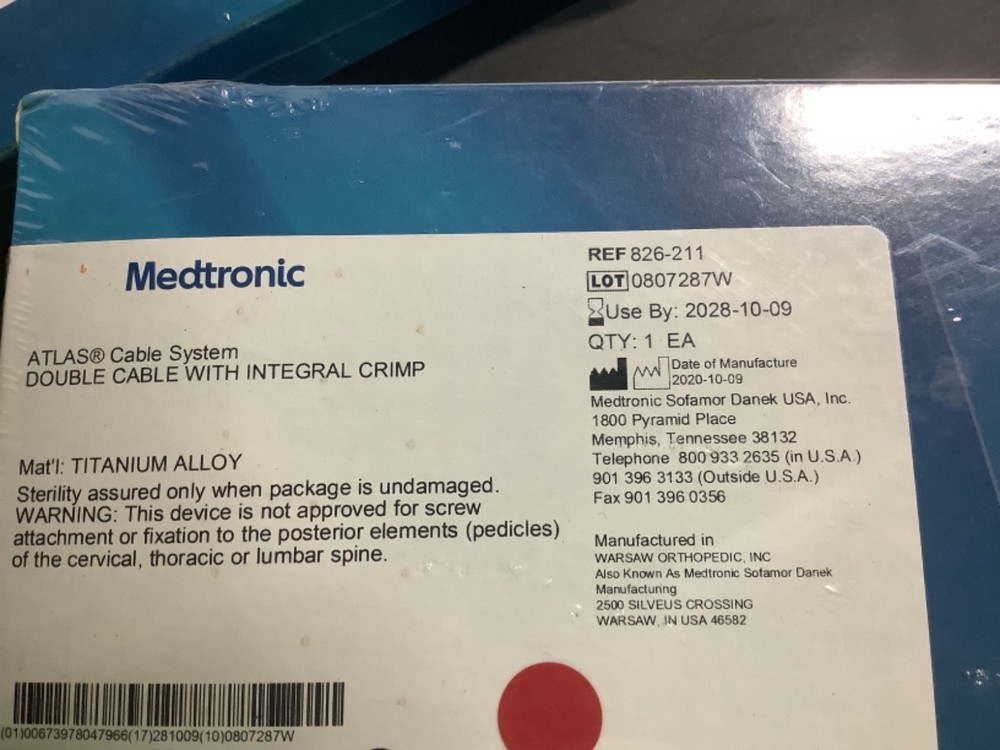 Medtronic
ATLAS® Cable System
DOUBLE CABLE WITH INTEGRAL CRIMP
Mat'l: TITANIUM ALLOY
Sterility assured only when package is undamaged.
WARNING: This device is not approved for screw
attachment or fixation to the posterior elements (pedicles)
of the cervical, thoracic or lumbar spine.
(01)00673978047966(17)281009(10)0807287W
REF 826-211
LOT 0807287W
Use By: 2028-10-09
QTY: 1 EA
Date of Manufacture
2020-10-09
Medtronic Sofamor Danek USA, Inc.
1800 Pyramid Place
Memphis, Tennessee 38132
Telephone 800 933 2635 (in U.S.A.)
901 396 3133 (Outside U.S.A.)
Fax 901 396 0356
Manufactured in
WARSAW ORTHOPEDIC, INC
Also Known As Medtronic Sofamor Danek
Manufacturing
2500 SILVEUS CROSSING
WARSAW, IN USA 46582